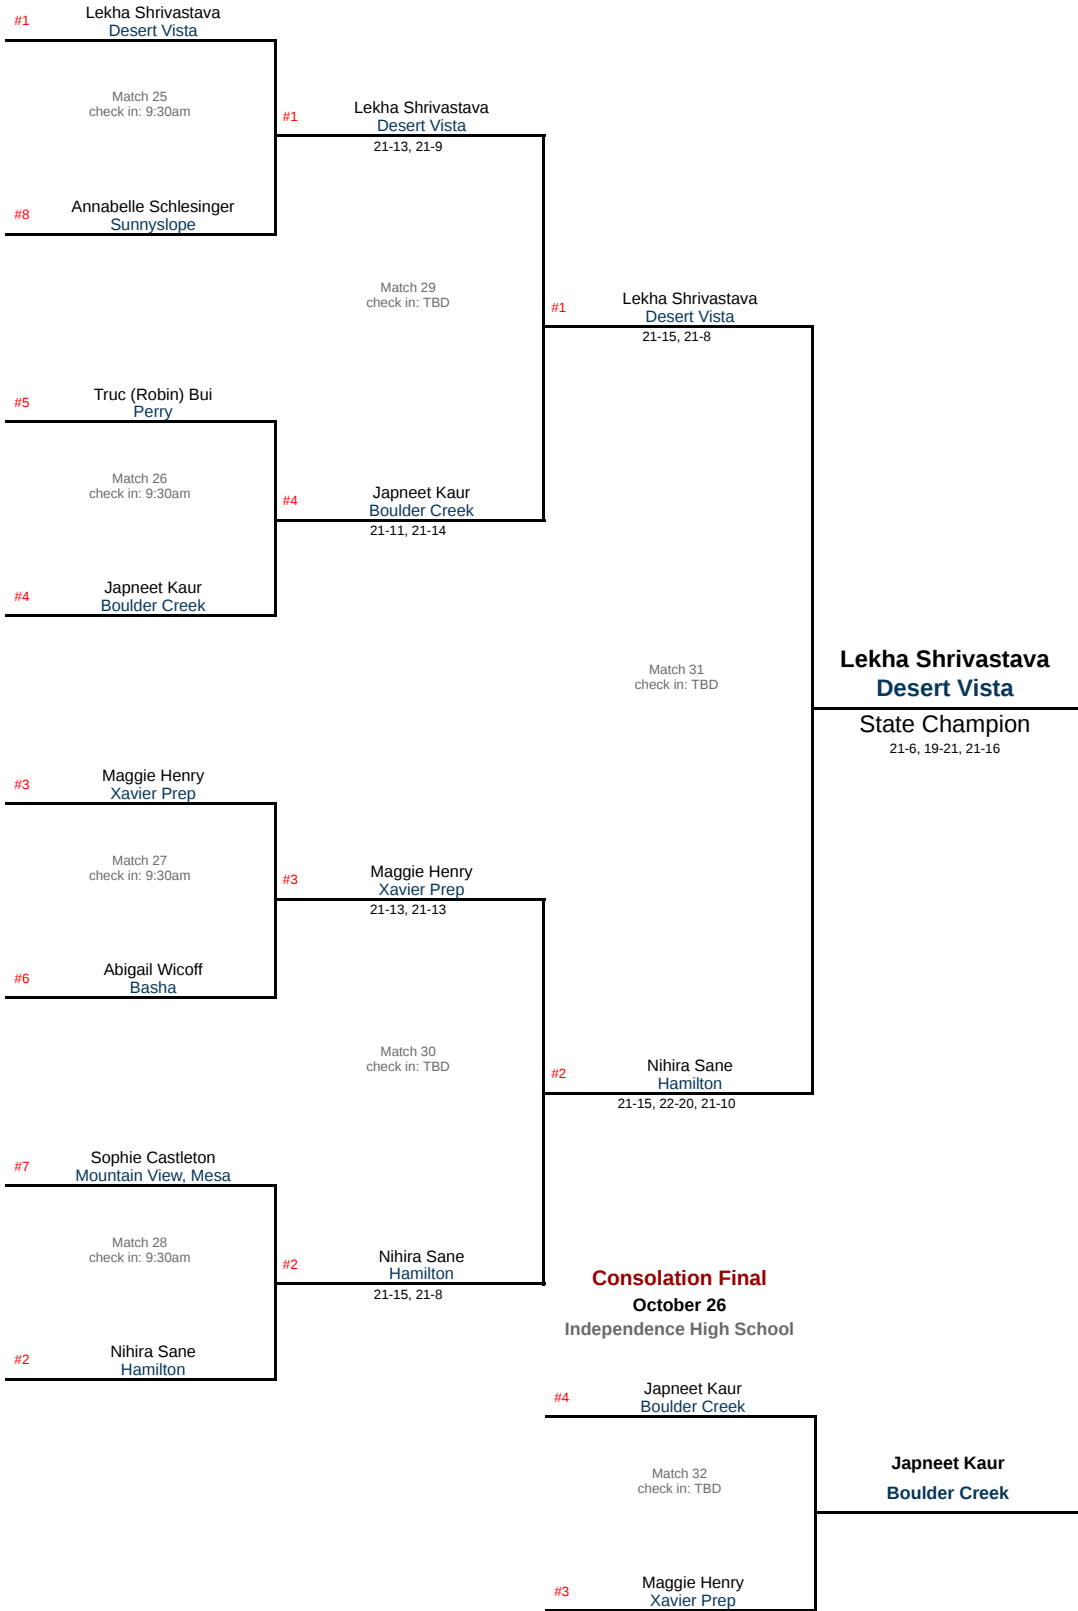 #1
Lekha Shrivastava
Desert Vista
Match 25
check in: 9:30am
#8
Annabelle Schlesinger
Sunnyslope
#1
Lekha Shrivastava
Desert Vista
21-13, 21-9
Match 29
check in: TBD
#5
Truc (Robin) Bui
Perry
Match 26
check in: 9:30am
#4
Japneet Kaur
Boulder Creek
#4
Japneet Kaur
Boulder Creek
21-11, 21-14
#1
Lekha Shrivastava
Desert Vista
21-15, 21-8
Match 31
check in: TBD
Lekha Shrivastava
Desert Vista
State Champion
21-6, 19-21, 21-16
#3
Maggie Henry
Xavier Prep
Match 27
check in: 9:30am
#6
Abigail Wicoff
Basha
#3
Maggie Henry
Xavier Prep
21-13, 21-13
Match 30
check in: TBD
#2
Nihira Sane
Hamilton
21-15, 22-20, 21-10
#7
Sophie Castleton
Mountain View, Mesa
Match 28
check in: 9:30am
#2
Nihira Sane
Hamilton
#2
Nihira Sane
Hamilton
21-15, 21-8
Consolation Final
October 26
Independence High School
#4
Japneet Kaur
Boulder Creek
Match 32
check in: TBD
#3
Maggie Henry
Xavier Prep
Japneet Kaur
Boulder Creek